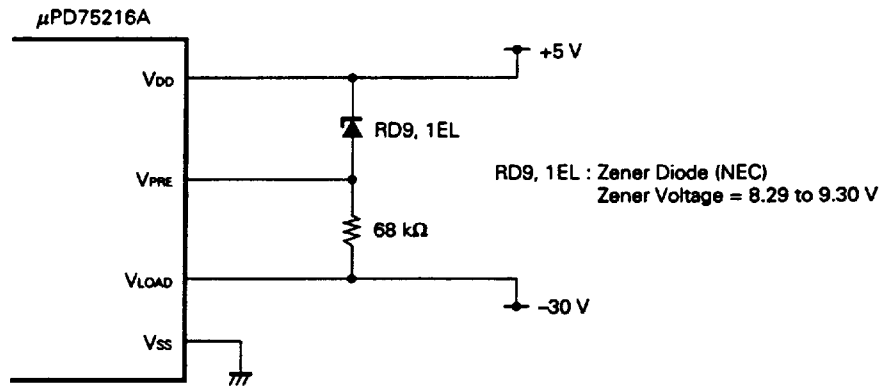 μPD75216A
+5 V
VDD
RD9, 1EL
VPRE
RD9, 1EL : Zener Diode (NEC)
Zener Voltage = 8.29 to 9.30 V
68 kΩ
VLOAD
–30 V
VSS